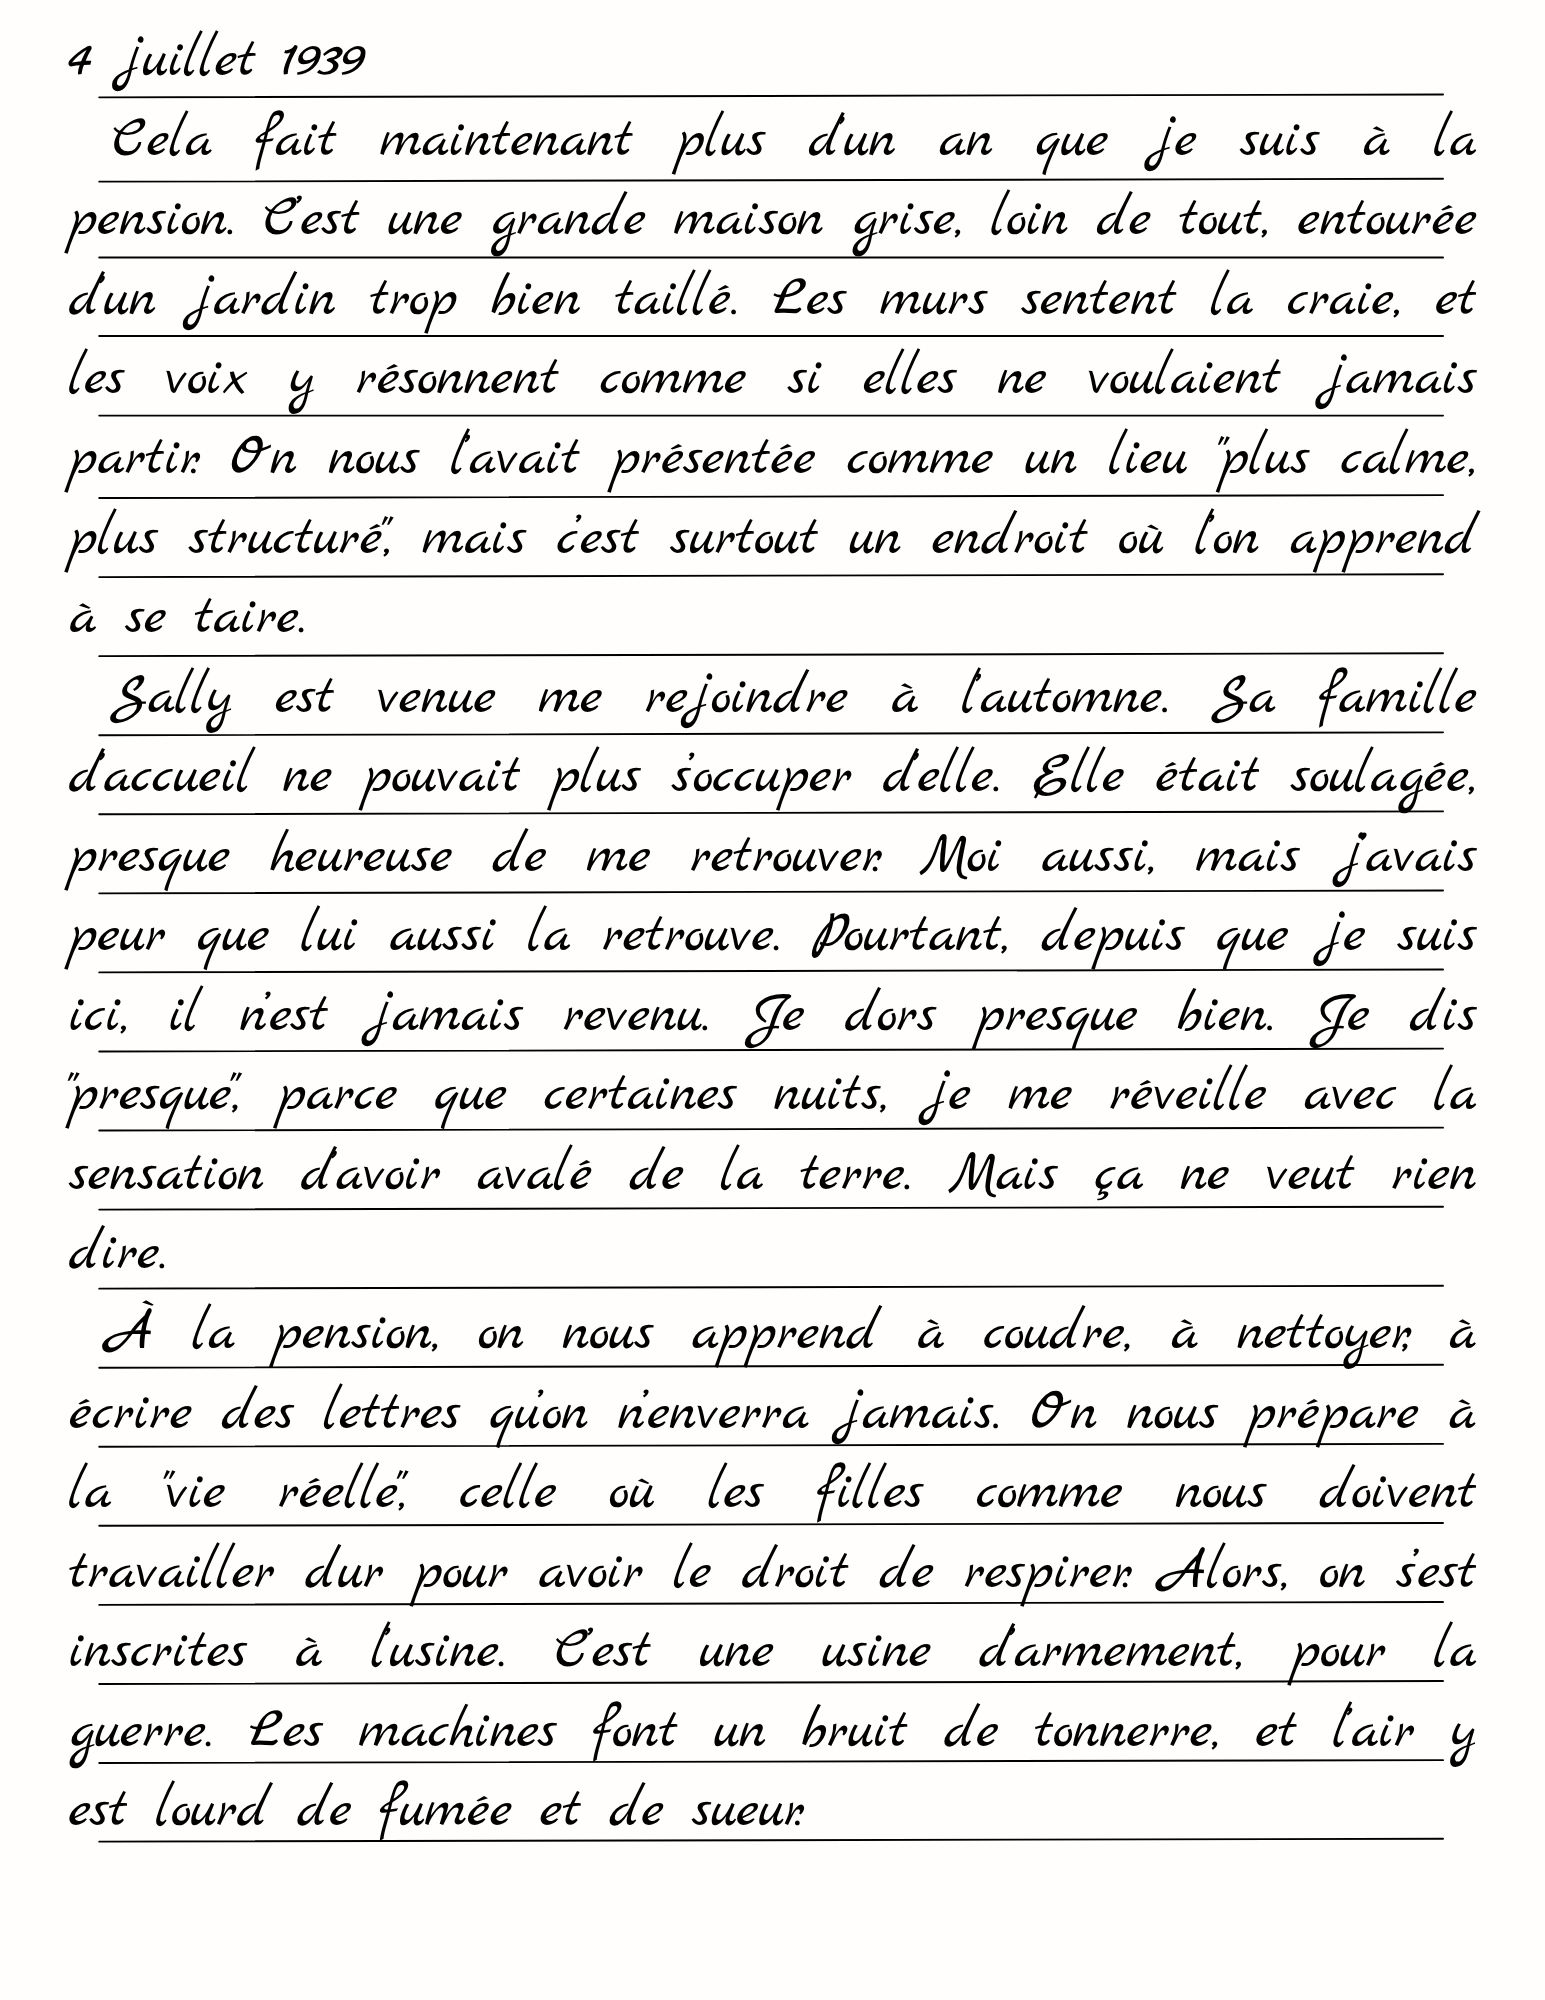 4 juillet 1939
Cela fait maintenant plus d'un an que je suis à la
pension. C'est une grande maison grise, loin de tout, entourée
d'un jardin trop bien taillé. Les murs sentent la craie, et
les voix y résonnent comme si elles ne voulaient jamais
partir. On nous l'avait présentée comme un lieu "plus calme,
plus structuré", mais c'est surtout un endroit où l'on apprend
à se taire.
Sally est venue me rejoindre à l'automne. Sa famille
d'accueil ne pouvait plus s'occuper d'elle. Elle était soulagée,
presque heureuse de me retrouver. Moi aussi, mais j'avais
peur que lui aussi la retrouve. Pourtant, depuis que je suis
ici, il n'est jamais revenu. Je dors presque bien. Je dis
"presque", parce que certaines nuits, je me réveille avec la
sensation d'avoir avalé de la terre. Mais ça ne veut rien
dire.
À la pension, on nous apprend à coudre, à nettoyer, à
écrire des lettres qu'on n'enverra jamais. On nous prépare à
la "vie réelle", celle où les filles comme nous doivent
travailler dur pour avoir le droit de respirer. Alors, on s'est
inscrites à l'usine. C'est une usine d'armement, pour la
guerre. Les machines font un bruit de tonnerre, et l'air y
est lourd de fumée et de sueur.